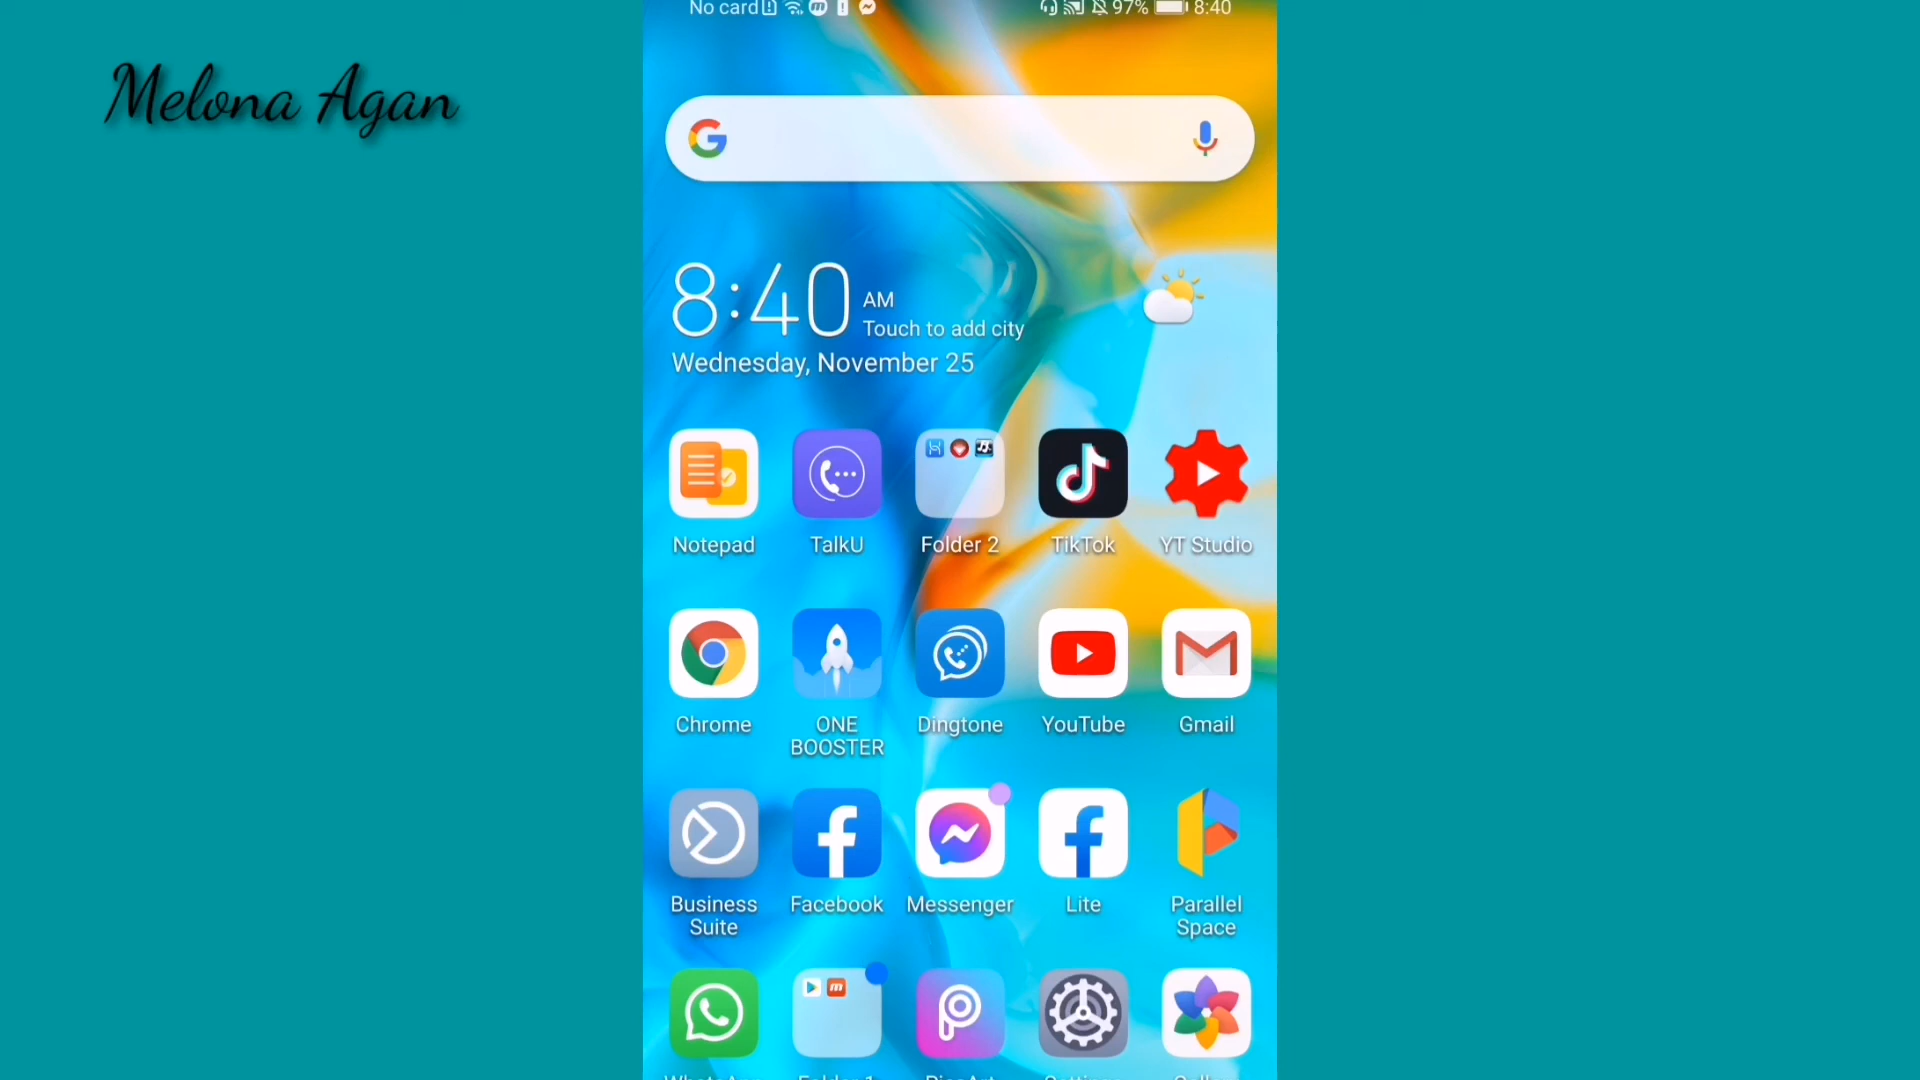 No card 97% 8:40
Melona Agan
8:40 AM
Touch to add city
Wednesday, November 25
Notepad TalkU Folder 2 TikTok YT Studio
Chrome ONE BOOSTER Dingtone YouTube Gmail
Business Suite Facebook Messenger Lite Parallel Space